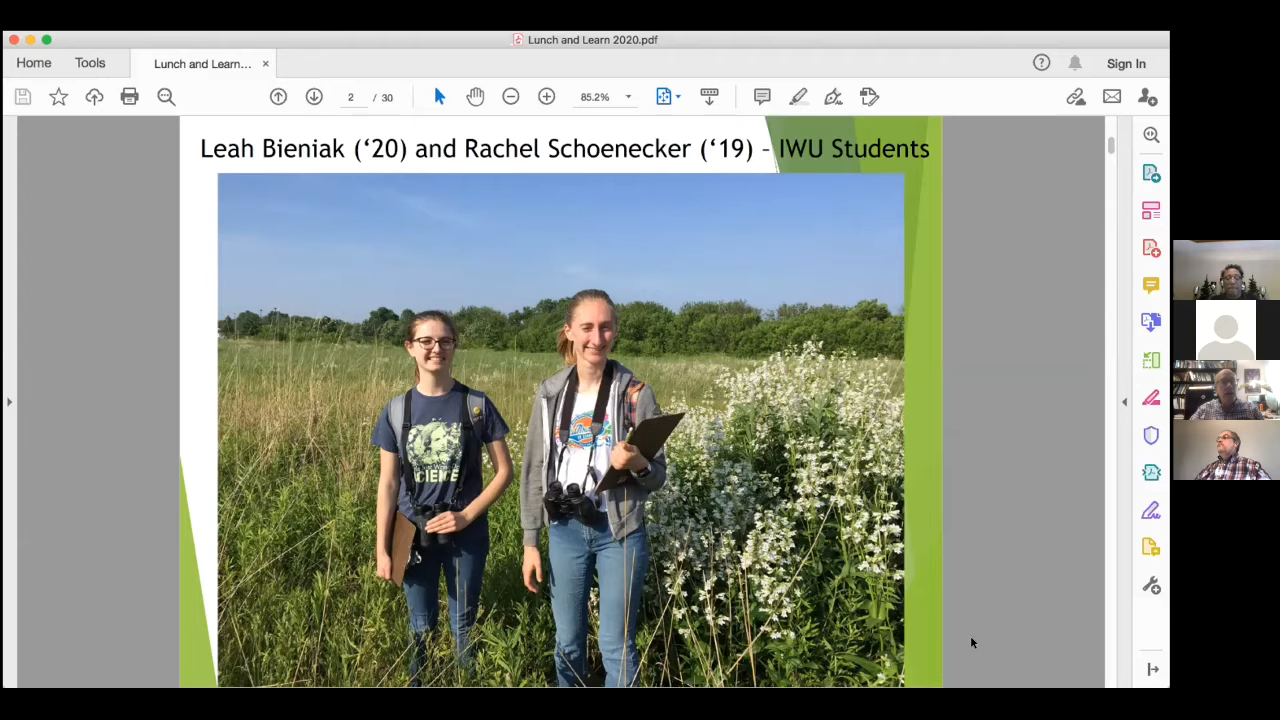 Lunch and Learn 2020.pdf
Home
Tools
Lunch and Learn...
Sign In
2 / 30
85.2%
Leah Bieniak (‘20) and Rachel Schoenecker (‘19) – IWU Students
SCIENCE